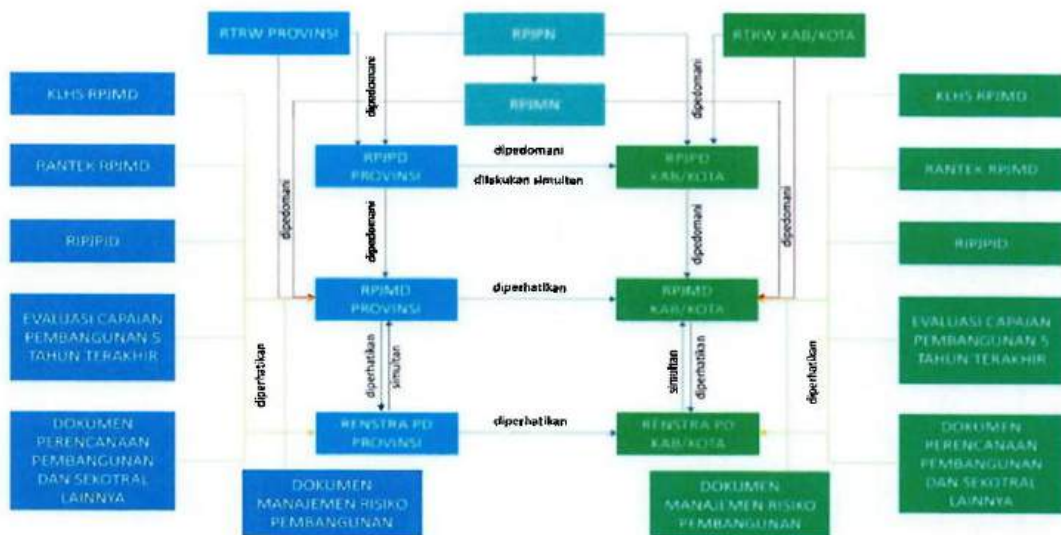 RTRW PROVINSI
RPJPN
RTRW KAB/KOTA
KLHS RPJMD
dipedomani
RPJMN
dipedomani
KLHS RPJMD
RANTEK RPJMD
RPJPD
PROVINSI
dipedomani
dilakukan simultan
RPJPD
KAB/KOTA
RANTEK RPJMD
dipedomani
dipedomani
dipedomani
dipedomani
RIPJPID
RIPJPID
RPJMD
PROVINSI
diperhatikan
RPJMD
KAB/KOTA
EVALUASI CAPAIAN
PEMBANGUNAN 5
TAHUN TERAKHIR
diperhatikan
diperhatikan
simultan
simultan
diperhatikan
diperhatikan
EVALUASI CAPAIAN
PEMBANGUNAN 5
TAHUN TERAKHIR
DOKUMEN
PERENCANAAN
PEMBANGUNAN
DAN SEKOTRAL
LAINNYA
RENSTRA PD
PROVINSI
diperhatikan
RENSTRA PD
KAB/KOTA
DOKUMEN
PERENCANAAN
PEMBANGUNAN
DAN SEKOTRAL
LAINNYA
DOKUMEN
MANAJEMEN RISIKO
PEMBANGUNAN
DOKUMEN
MANAJEMEN RISIKO
PEMBANGUNAN